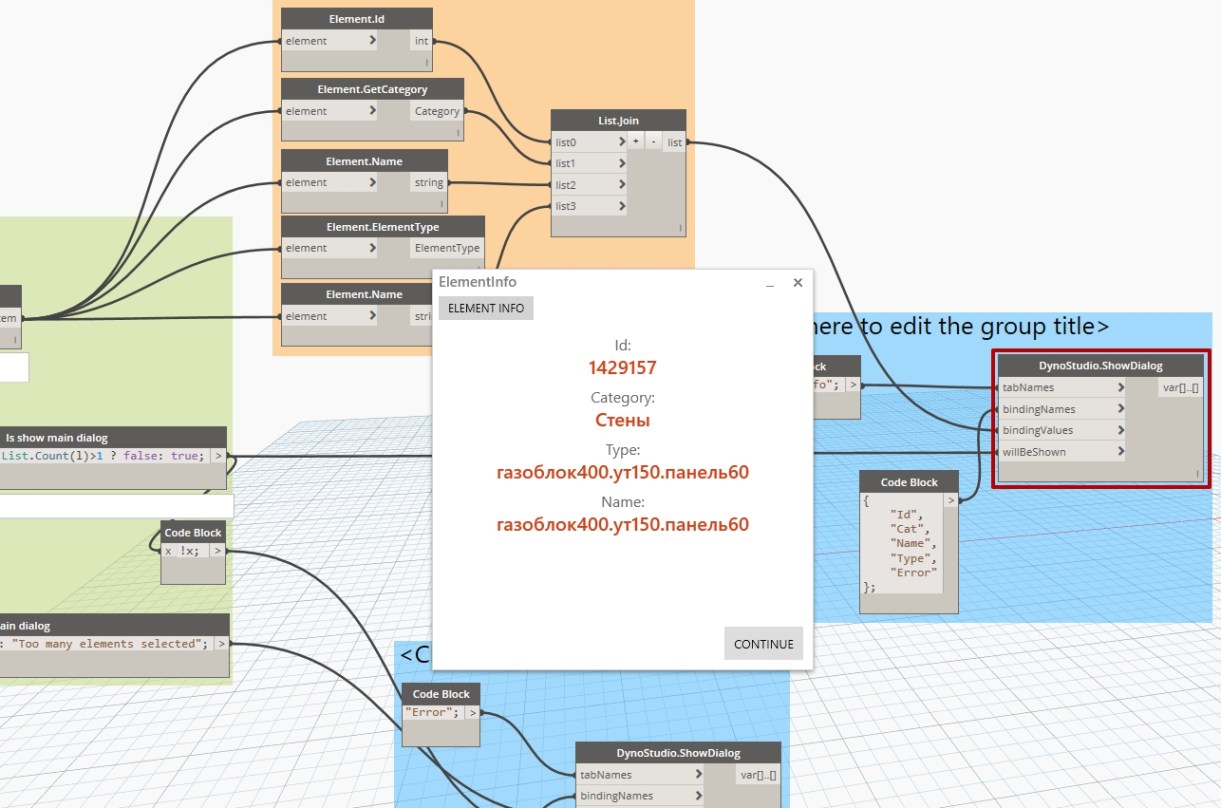 Element.Id
element > int
|
Element.GetCategory
element > Category
|
Element.Name
element > string
|
Element.ElementType
element > ElementType
Element.Name
element > stri
List.Join
list0 > + - list
list1 >
list2 >
list3 >
|
em
|
Is show main dialog
List.Count(l)>1 ? false: true; >
Code Block
x !x; >
ain dialog
: "Too many elements selected"; >
ElementInfo _ ×
ELEMENT INFO
Id:
1429157
Category:
Стены
Type:
газоблок400.ут150.панель60
Name:
газоблок400.ут150.панель60
CONTINUE
here to edit the group title>
ck
fo"; >
DynoStudio.ShowDialog
tabNames > var[]..[]
bindingNames >
bindingValues >
willBeShown >
|
Code Block
{ >
"Id",
"Cat",
"Name",
"Type",
"Error"
};
<C
Code Block
"Error"; >
DynoStudio.ShowDialog
tabNames > var[]..[]
bindingNames >